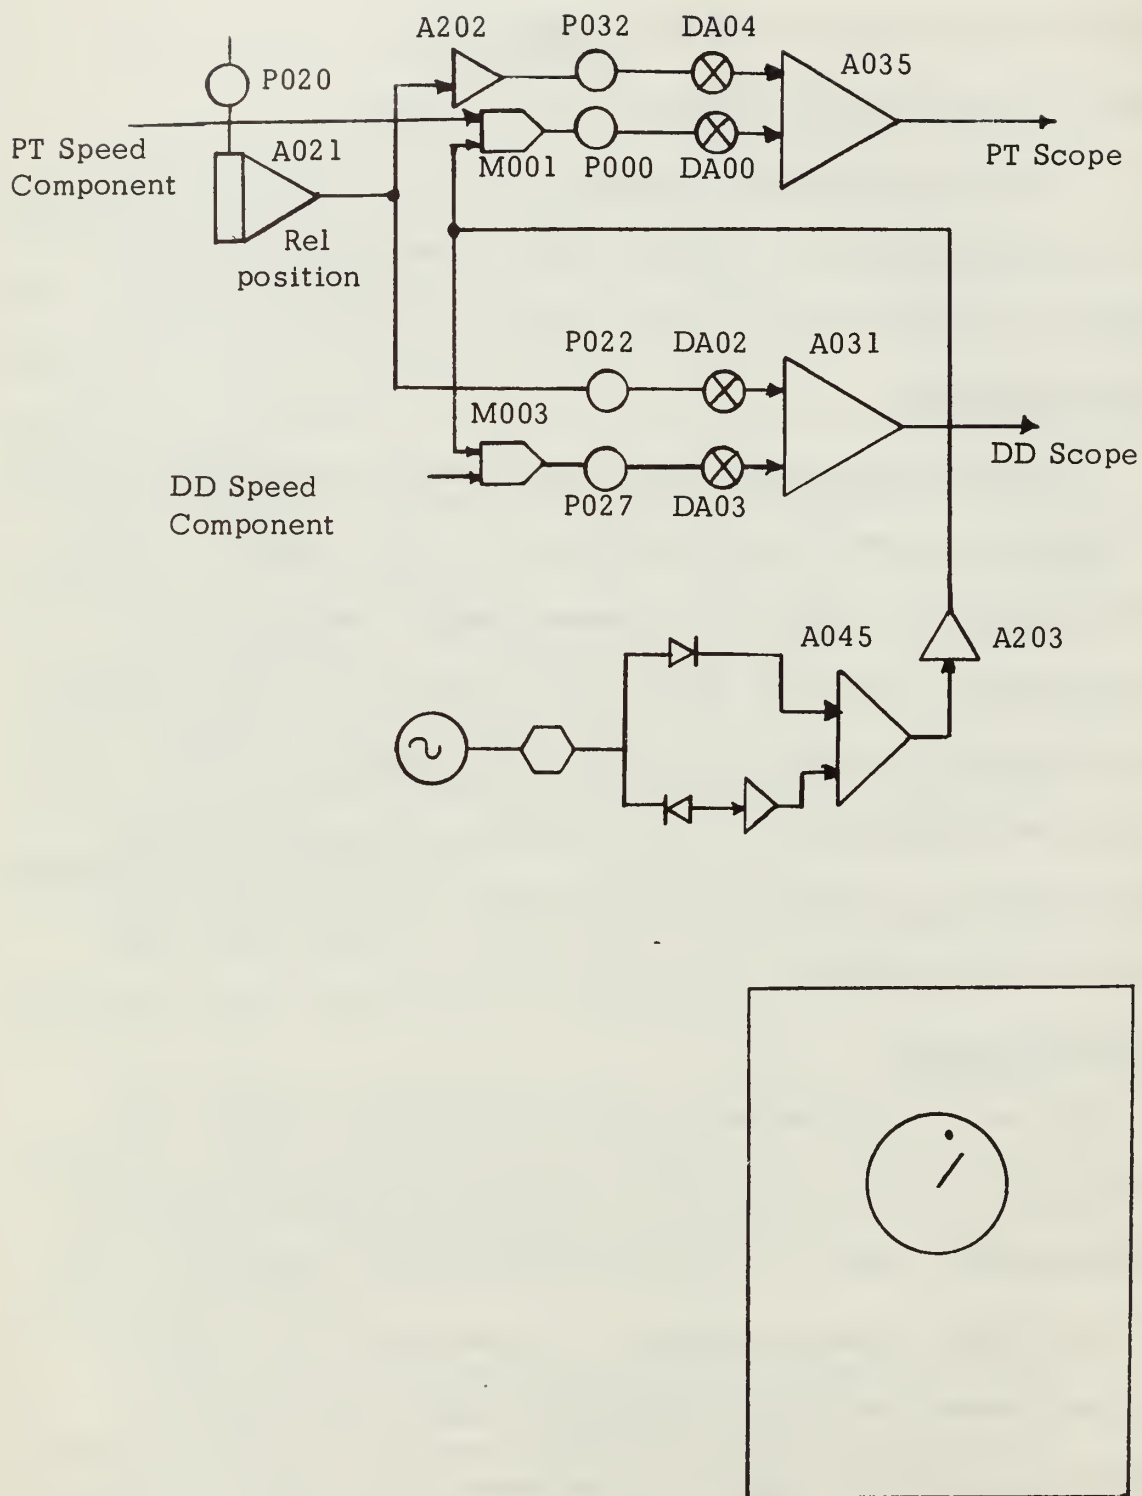 A202
P032
DA04
P020
A035
PT Speed
Component
A021
M001
P000
DA00
PT Scope
Rel
position
P022
DA02
A031
M003
DD Scope
DD Speed
Component
P027
DA03
A045
A203